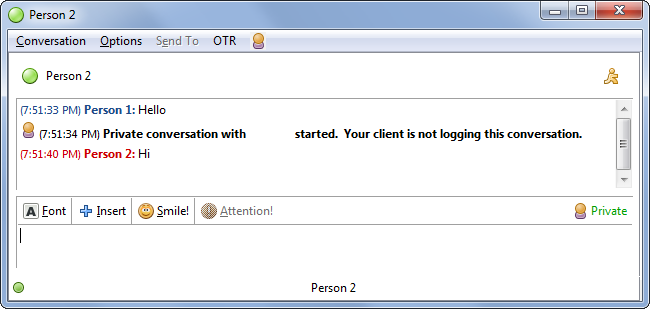 Person 2
Conversation Options Send To OTR
Person 2
(7:51:33 PM) Person 1: Hello
(7:51:34 PM) Private conversation with started. Your client is not logging this conversation.
(7:51:40 PM) Person 2: Hi
Font Insert Smile! Attention! Private
Person 2